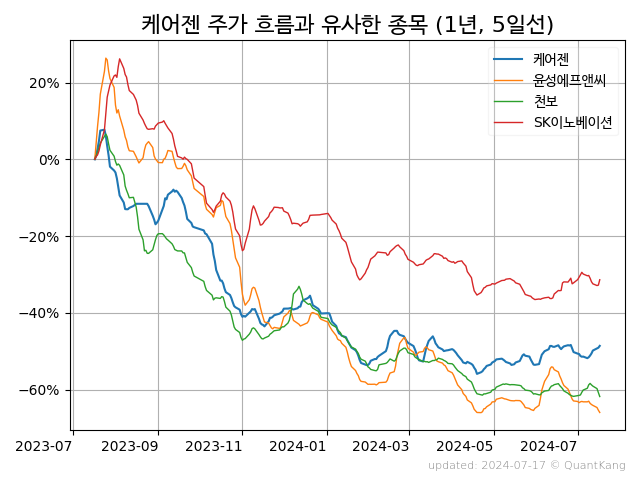 케어젠 주가 흐름과 유사한 종목 (1년, 5일선)
케어젠
윤성에프앤씨
천보
SK이노베이션
20%
0%
−20%
−40%
−60%
2023-07 2023-09 2023-11 2024-01 2024-03 2024-05 2024-07
updated: 2024-07-17 © QuantKang